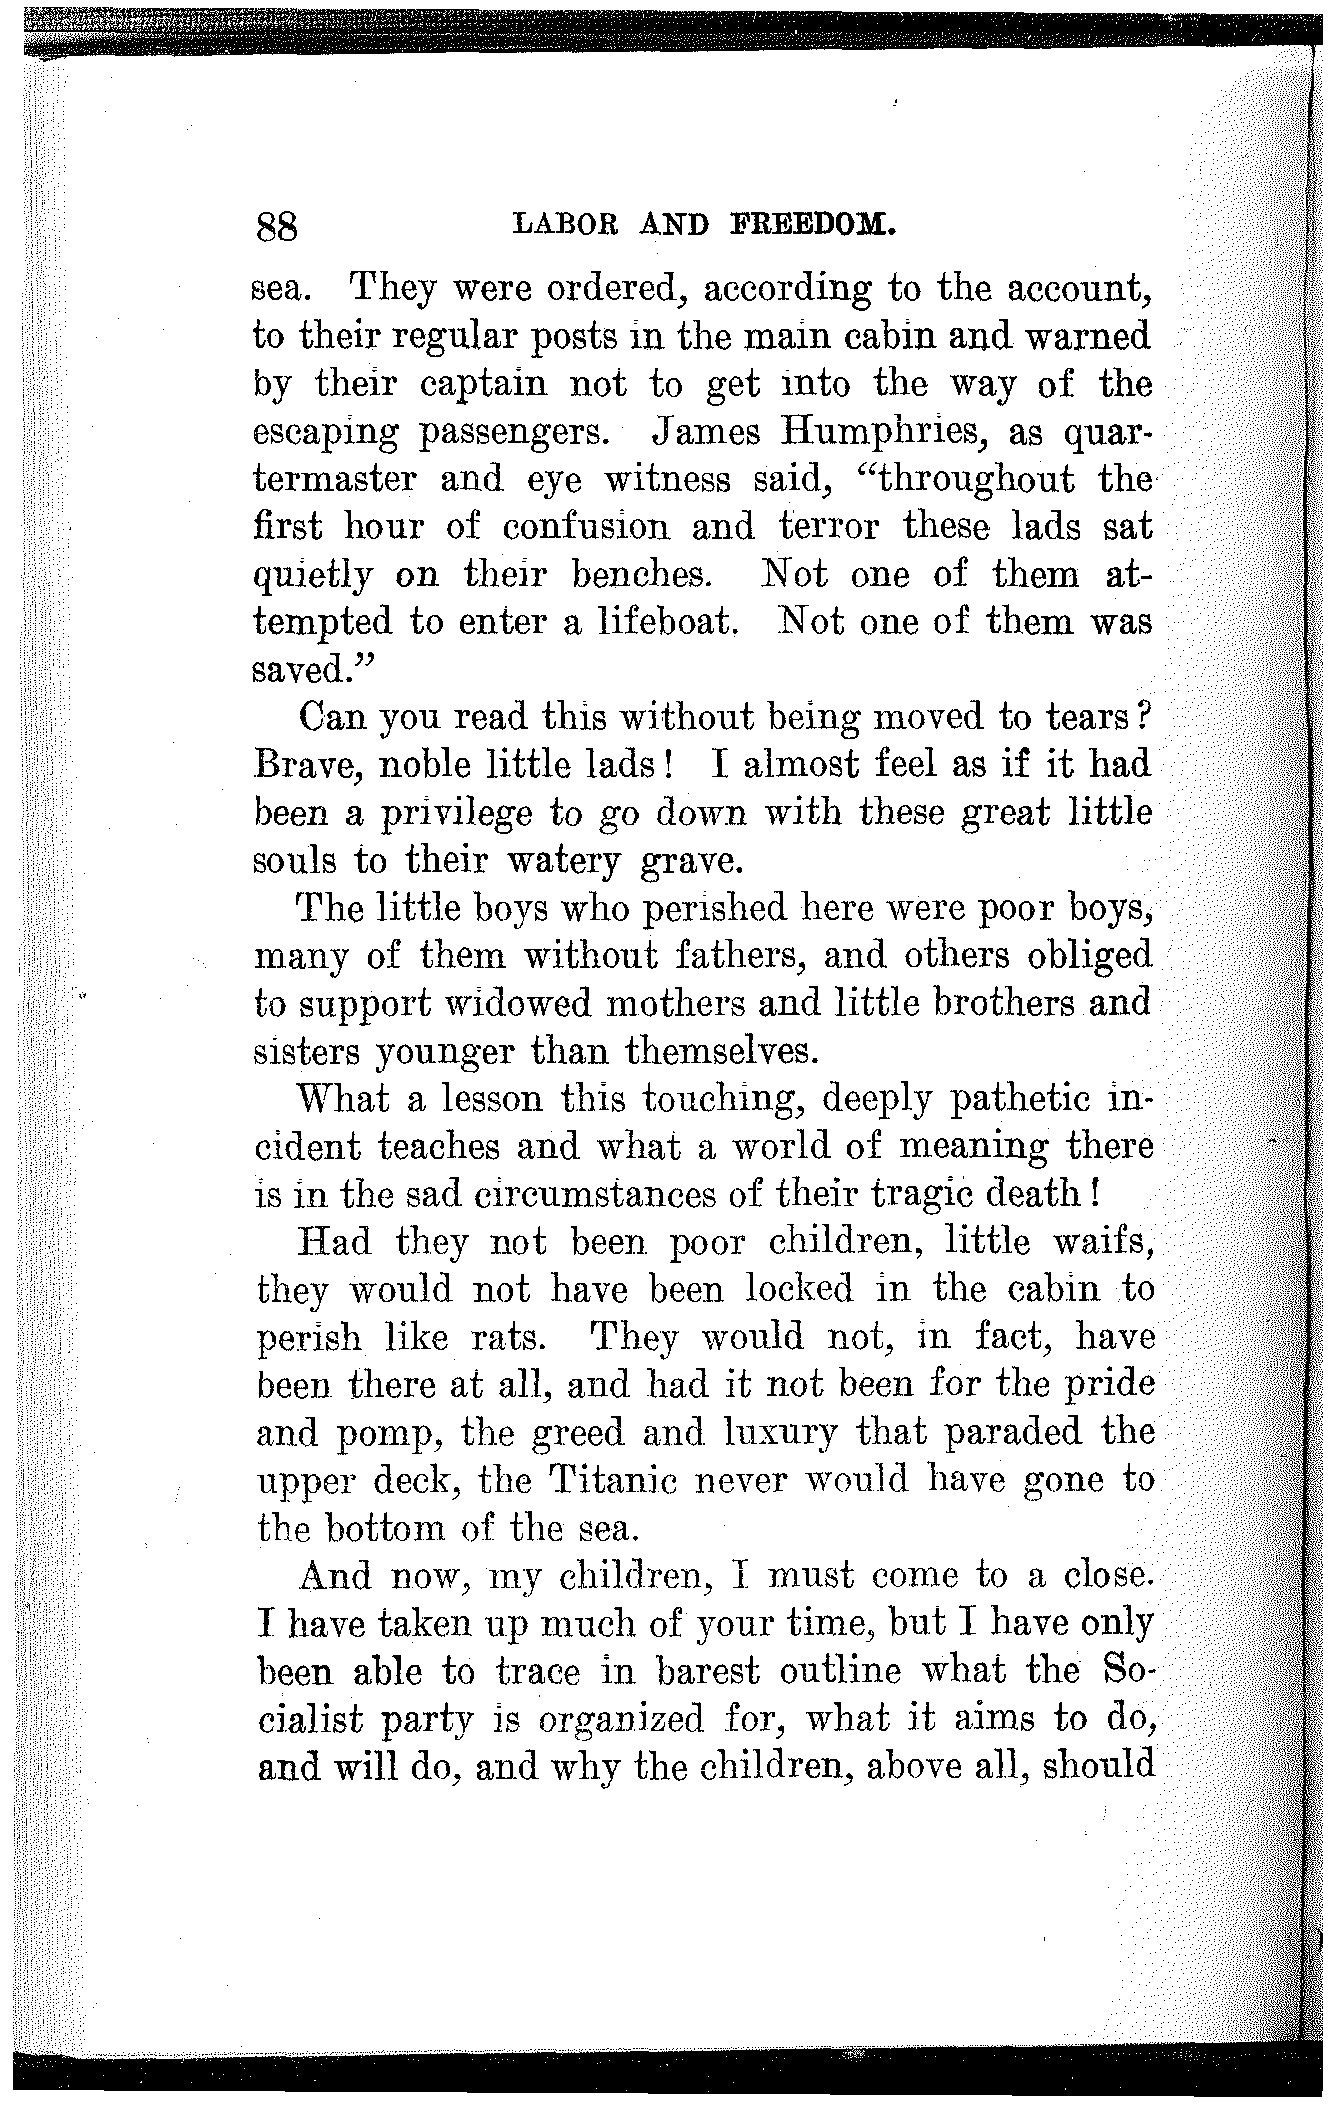 88 LABOR AND FREEDOM.
sea. They were ordered, according to the account,
to their regular posts in the main cabin and warned
by their captain not to get into the way of the
escaping passengers. James Humphries, as quar-
termaster and eye witness said, “throughout the
first hour of confusion and terror these lads sat
quietly on their benches. Not one of them at-
tempted to enter a lifeboat. Not one of them was
saved.”
Can you read this without being moved to tears?
Brave, noble little lads! I almost feel as if it had
been a privilege to go down with these great little
souls to their watery grave.
The little boys who perished here were poor boys,
many of them without fathers, and others obliged
to support widowed mothers and little brothers and
sisters younger than themselves.
What a lesson this touching, deeply pathetic in-
cident teaches and what a world of meaning there
is in the sad circumstances of their tragic death!
Had they not been poor children, little waifs,
they would not have been locked in the cabin to
perish like rats. They would not, in fact, have
been there at all, and had it not been for the pride
and pomp, the greed and luxury that paraded the
upper deck, the Titanic never would have gone to
the bottom of the sea.
And now, my children, I must come to a close.
I have taken up much of your time, but I have only
been able to trace in barest outline what the So-
cialist party is organized for, what it aims to do,
and will do, and why the children, above all, should